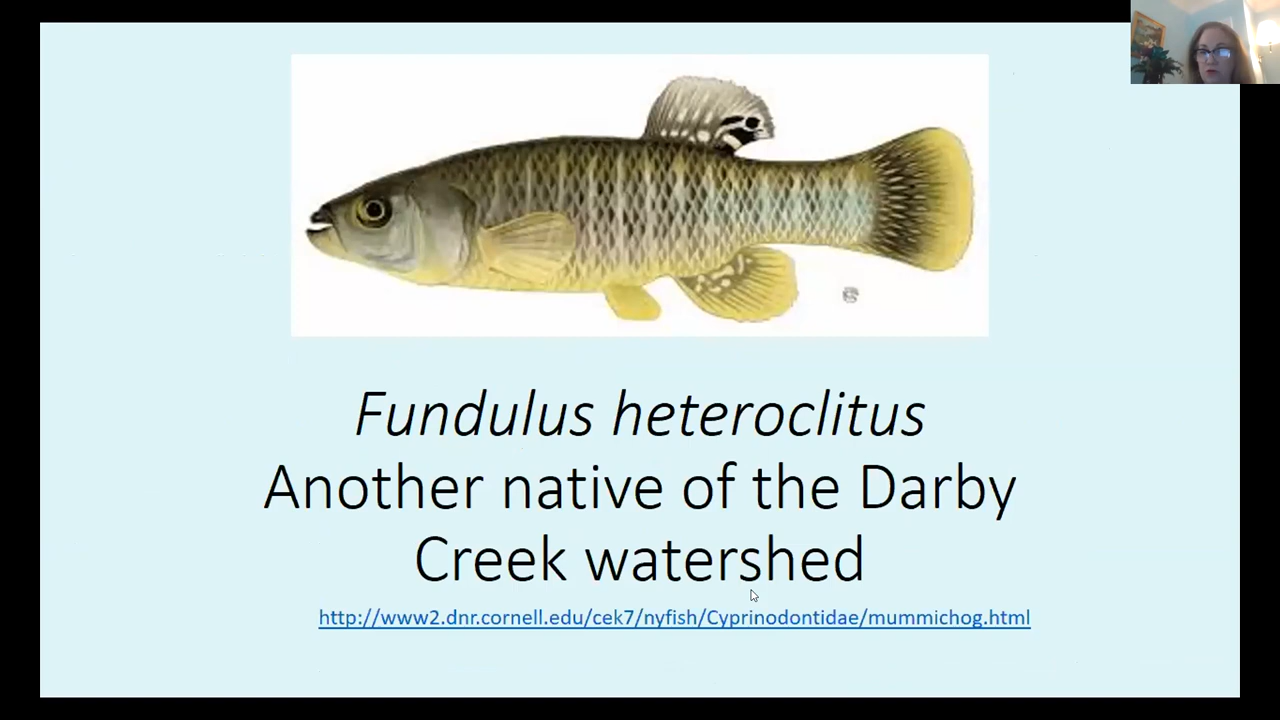 Fundulus heteroclitus
Another native of the Darby
Creek watershed
http://www2.dnr.cornell.edu/cek7/nyfish/Cyprinodontidae/mummichog.html